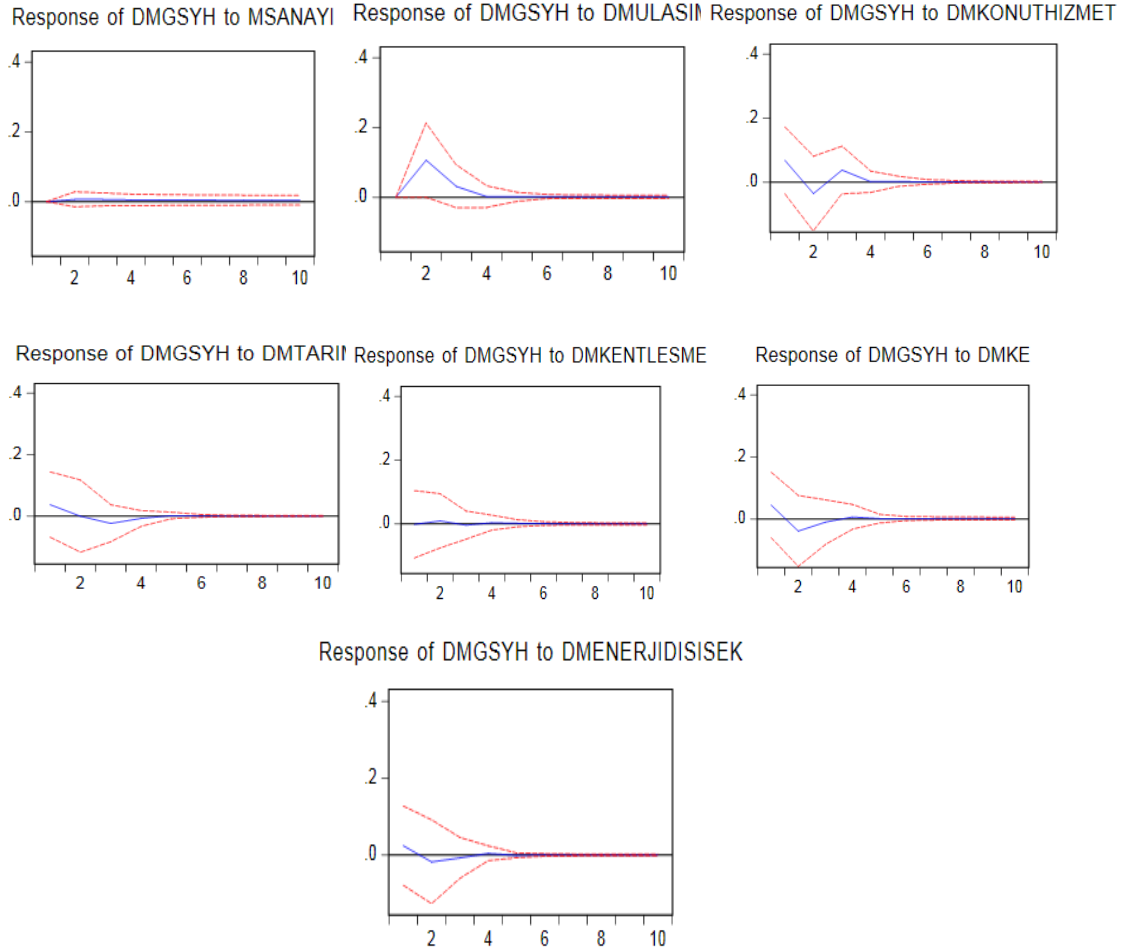 Response of DMGSYH to MSANAYI
Response of DMGSYH to DMULASIN
Response of DMGSYH to DMKONUTHIZMET
.4
.2
.0
2 4 6 8 10
.4
.2
.0
2 4 6 8 10
.4
.2
.0
2 4 6 8 10
Response of DMGSYH to DMTARIM
Response of DMGSYH to DMKENTLESME
Response of DMGSYH to DMKE
.4
.2
.0
2 4 6 8 10
.4
.2
.0
2 4 6 8 10
.4
.2
.0
2 4 6 8 10
Response of DMGSYH to DMENERJIDISISEK
.4
.2
.0
2 4 6 8 10